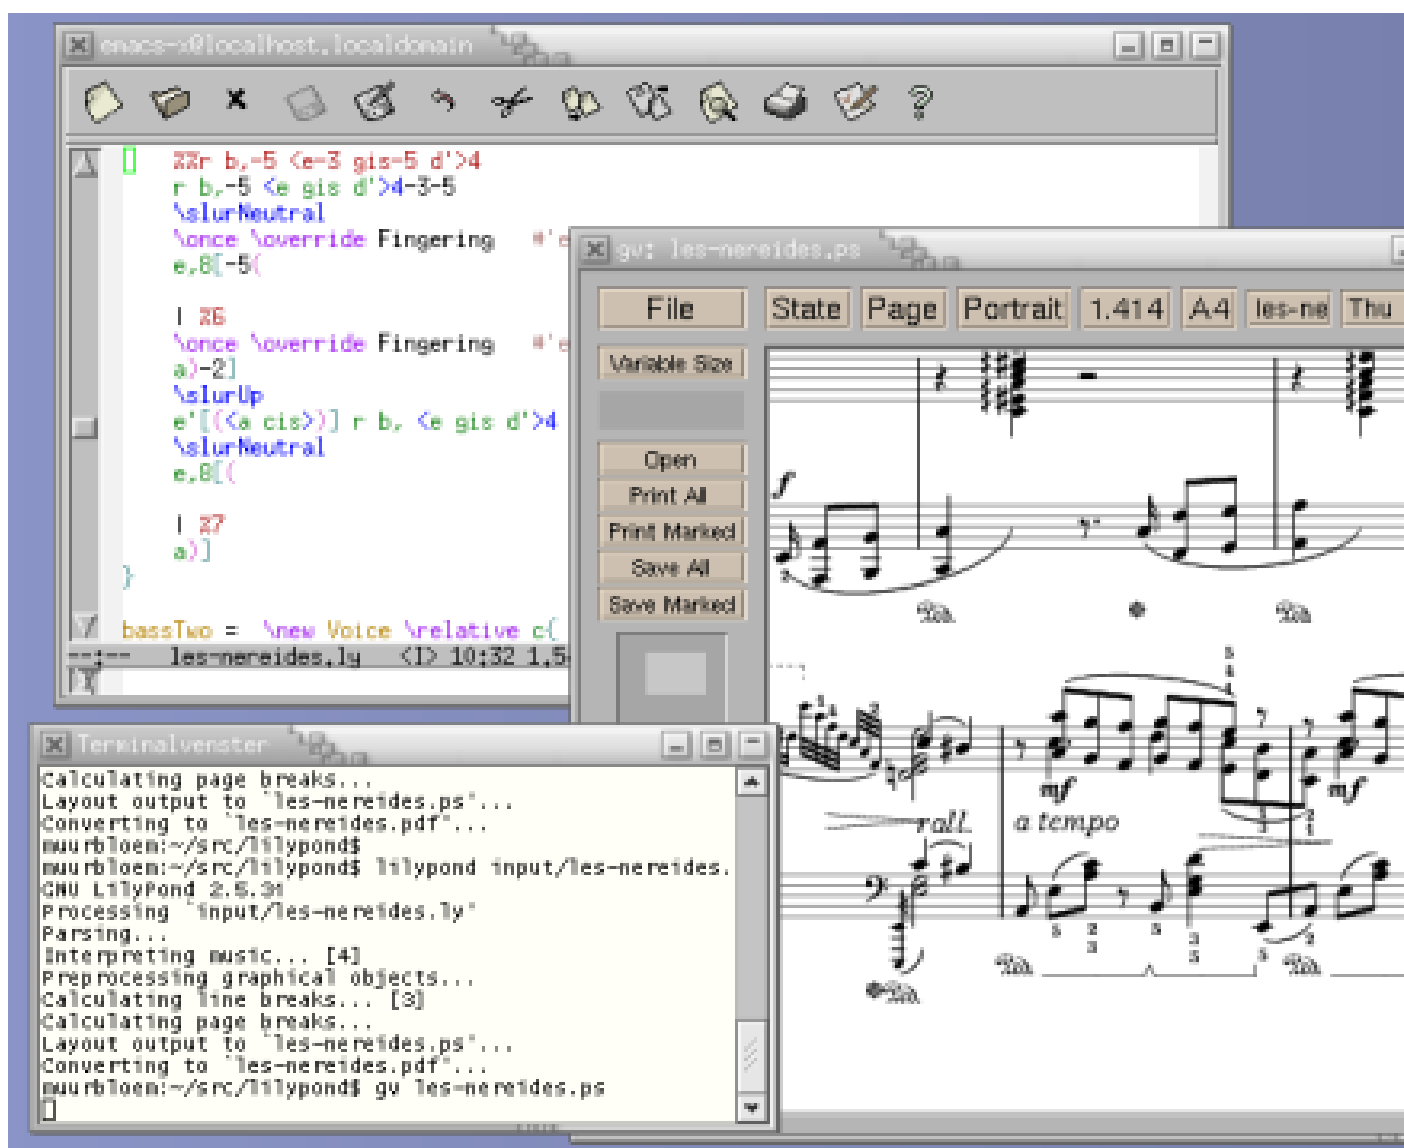 emacs-x@localhost.localdomain
%%r b,-5 <e-3 gis-5 d'>4
r b,-5 <e gis d'>4-3-5
\slurNeutral
\once \override Fingering #'e
e,8[-5(
| %6
\once \override Fingering #'e
a)-2]
\slurUp
e'[(<a cis>)] r b, <e gis d'>4
\slurNeutral
e,8[(
| %7
a)]
}
bassTwo = \new Voice \relative c{
--:-- les-nereides.ly <I> 10:32 1.5
gv: les-nereides.ps
File State Page Portrait 1.414 A4 les-ne Thu
Variable Size
Open
Print All
Print Marked
Save All
Save Marked
f
mf
mf
rall.
a tempo
Terminalvenster
Calculating page breaks...
Layout output to `les-nereides.ps'...
Converting to `les-nereides.pdf'...
muurbloem:~/src/lilypond$
muurbloem:~/src/lilypond$ lilypond input/les-nereides.
GNU LilyPond 2.5.31
Processing `input/les-nereides.ly'
Parsing...
Interpreting music... [4]
Preprocessing graphical objects...
Calculating line breaks... [3]
Calculating page breaks...
Layout output to `les-nereides.ps'...
Converting to `les-nereides.pdf'...
muurbloem:~/src/lilypond$ gv les-nereides.ps